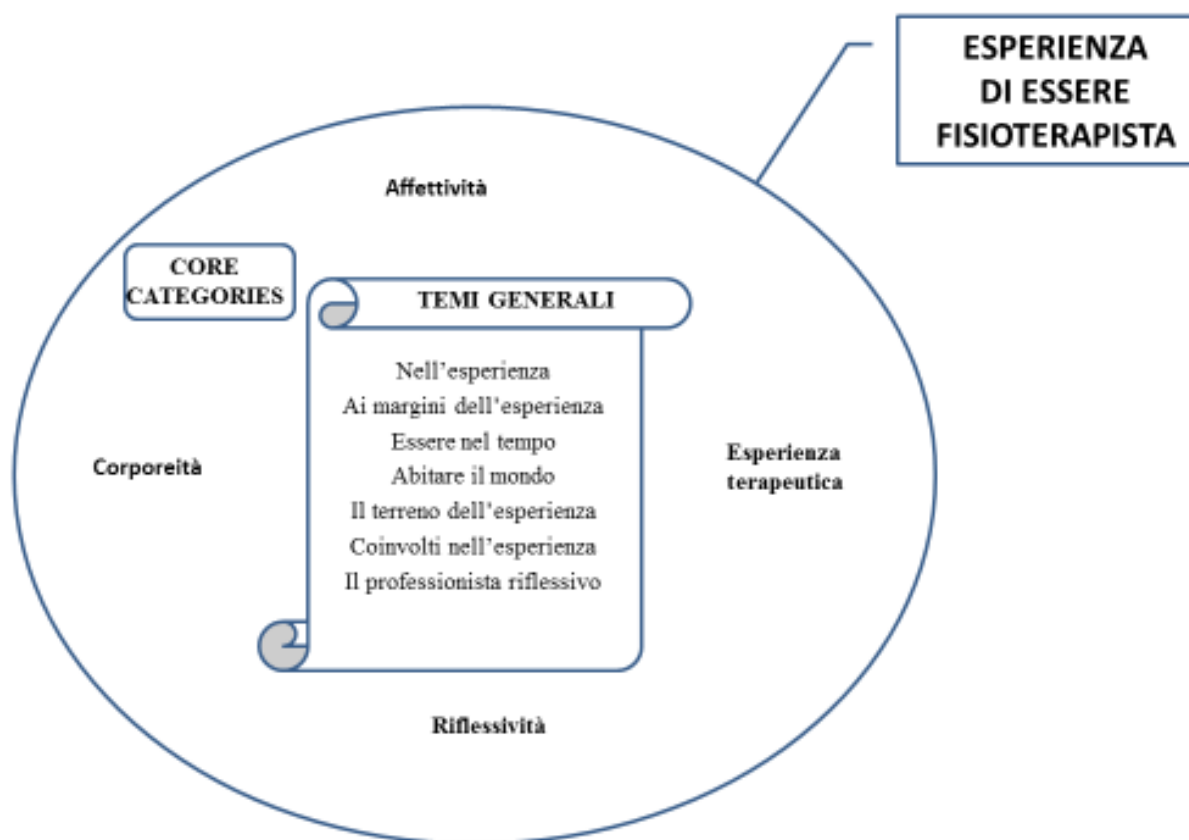 ESPERIENZA
DI ESSERE
FISIOTERAPISTA
Affettività
CORE
CATEGORIES
TEMI GENERALI
Nell’esperienza
Ai margini dell’esperienza
Essere nel tempo
Abitare il mondo
Il terreno dell’esperienza
Coinvolti nell’esperienza
Il professionista riflessivo
Corporeità
Esperienza
terapeutica
Riflessività